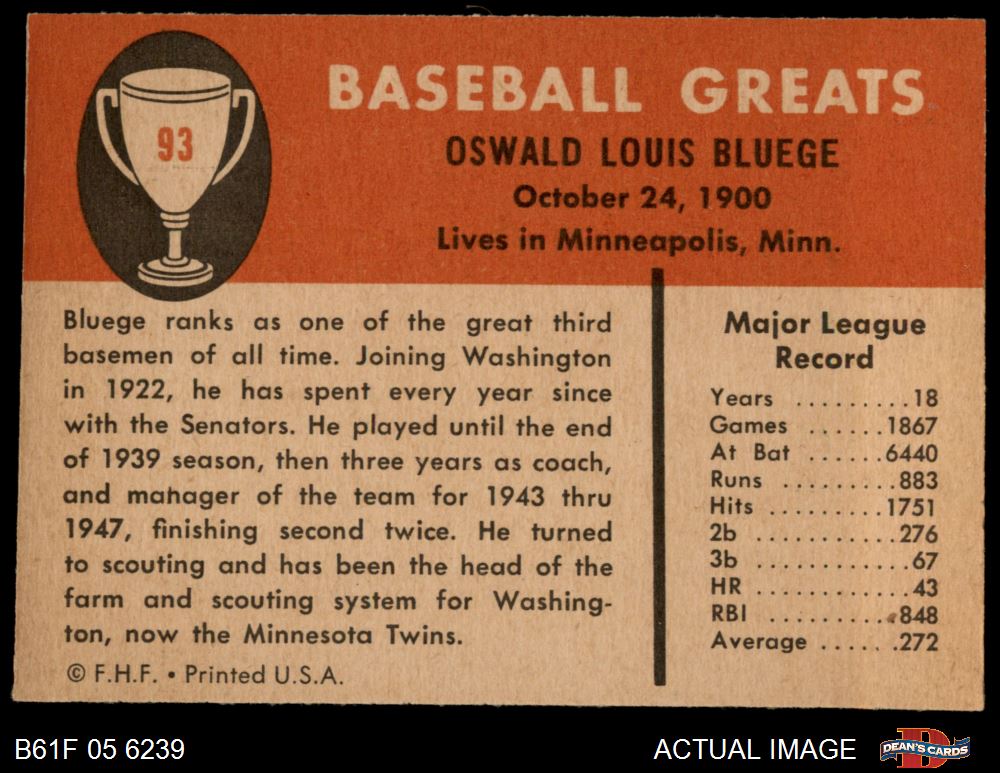 93
BASEBALL GREATS
OSWALD LOUIS BLUEGE
October 24, 1900
Lives in Minneapolis, Minn.
Bluege ranks as one of the great third
basemen of all time. Joining Washington
in 1922, he has spent every year since
with the Senators. He played until the end
of 1939 season, then three years as coach,
and manager of the team for 1943 thru
1947, finishing second twice. He turned
to scouting and has been the head of the
farm and scouting system for Washing-
ton, now the Minnesota Twins.
© F.H.F. • Printed U.S.A.
Major League
Record
Years .........18
Games ......1867
At Bat ......6440
Runs .........883
Hits .........1751
2b ...........276
3b ............67
HR ............43
RBI ..........848
Average ......272
B61F 05 6239
ACTUAL IMAGE
DEAN'S CARDS